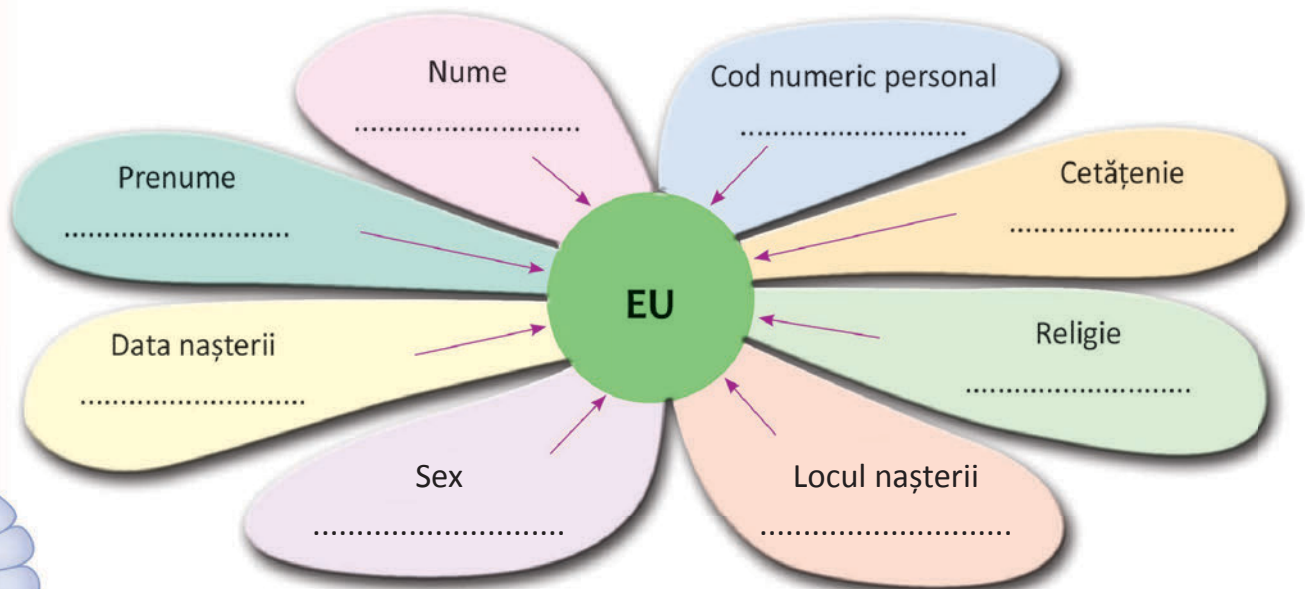 Nume
............................
Cod numeric personal
............................
Prenume
............................
Cetățenie
............................
EU
Data nașterii
............................
Religie
............................
Sex
............................
Locul nașterii
............................